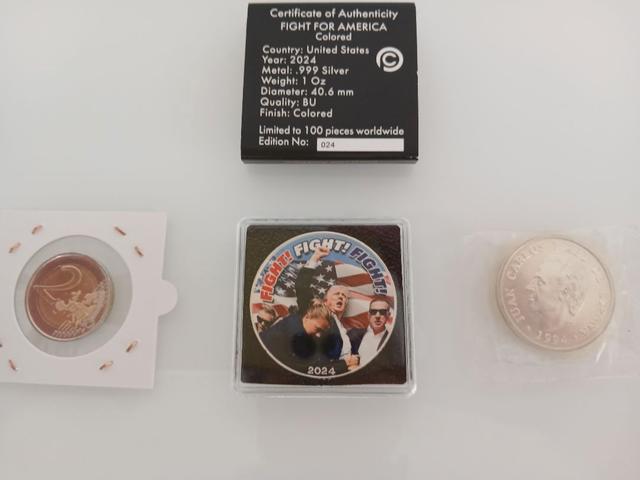 Certificate of Authenticity
FIGHT FOR AMERICA
Colored
Country: United States
Year: 2024
Metal: .999 Silver
Weight: 1 Oz
Diameter: 40.6 mm
Quality: BU
Finish: Colored
Limited to 100 pieces worldwide
Edition No: 024
2
FIGHT! FIGHT! FIGHT!
2024
JUAN CARLOS
1994